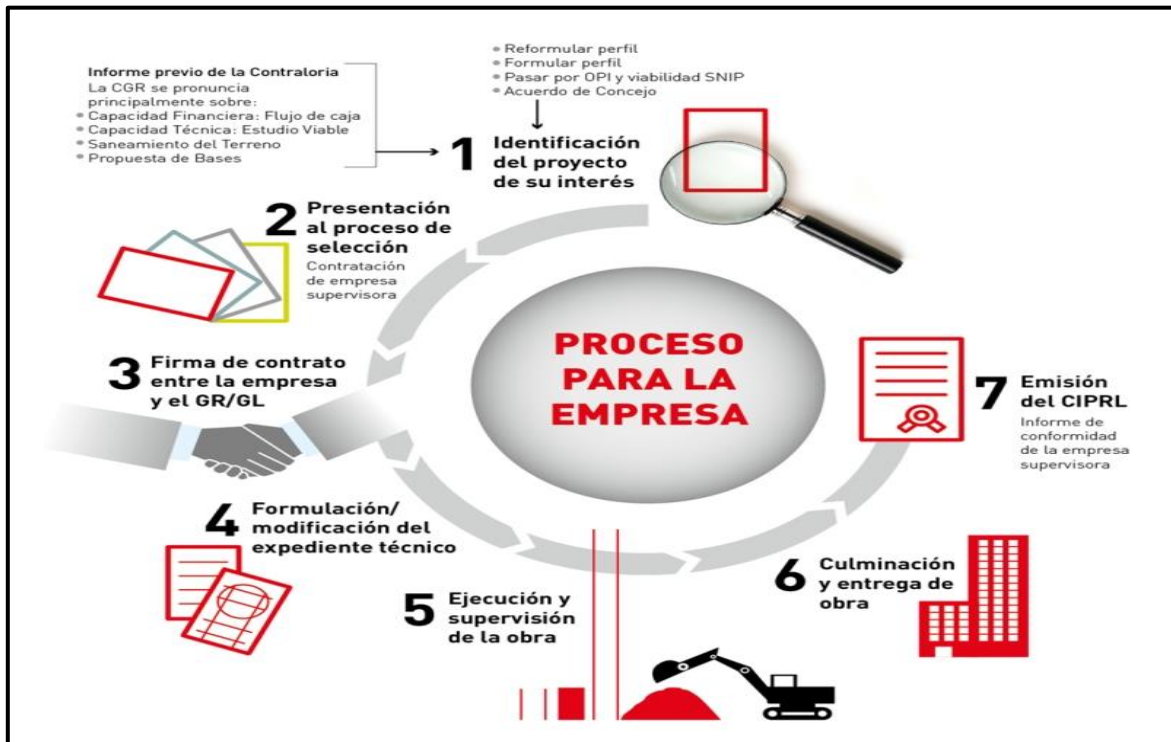 Informe previo de la Contraloria
La CGR se pronuncia
principalmente sobre:
• Capacidad Financiera: Flujo de caja
• Capacidad Técnica: Estudio Viable
• Saneamiento del Terreno
• Propuesta de Bases
• Reformular perfil
• Formular perfil
• Pasar por OPI y viabilidad SNIP
• Acuerdo de Concejo
1 Identificación
del proyecto
de su interés
2 Presentación
al proceso de
selección
Contratación
de empresa
supervisora
3 Firma de contrato
entre la empresa
y el GR/GL
4 Formulación/
modificación del
expediente técnico
5 Ejecución y
supervisión
de la obra
6 Culminación
y entrega de
obra
7 Emisión
del CIPRL
Informe de
conformidad
de la empresa
supervisora
PROCESO
PARA LA
EMPRESA